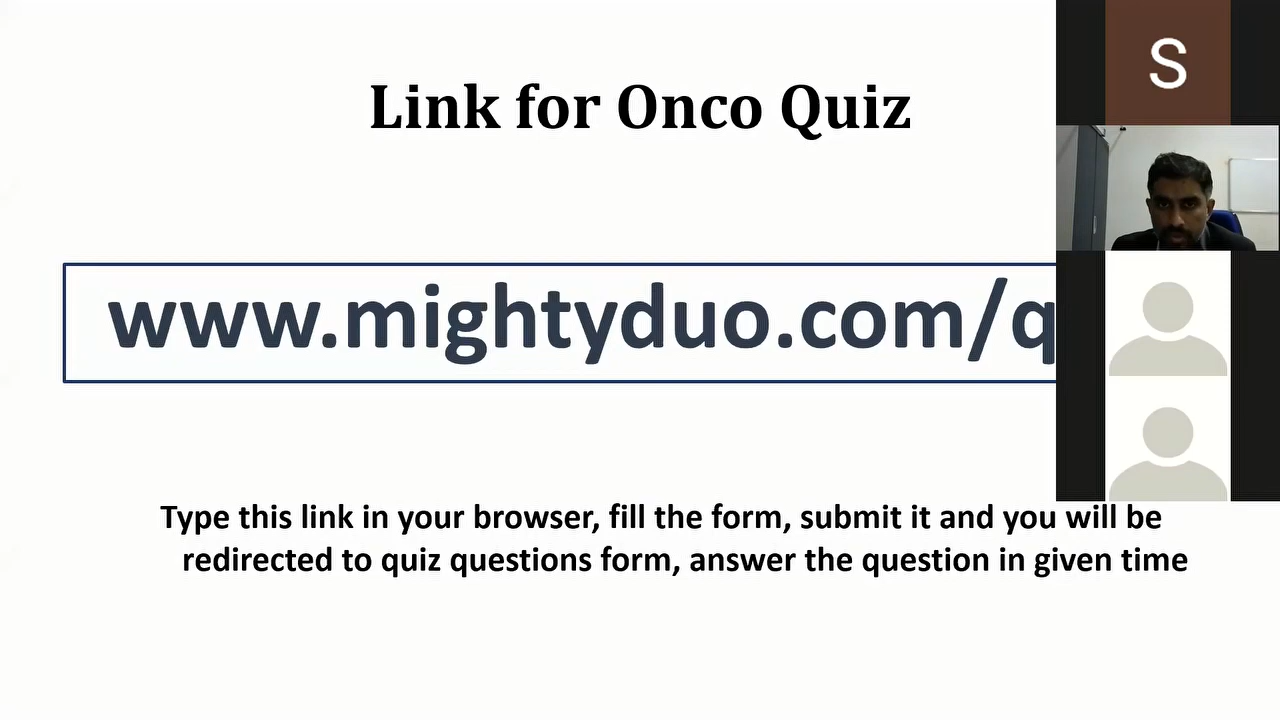 Link for Onco Quiz
S
www.mightyduo.com/q
Type this link in your browser, fill the form, submit it and you will be
redirected to quiz questions form, answer the question in given time